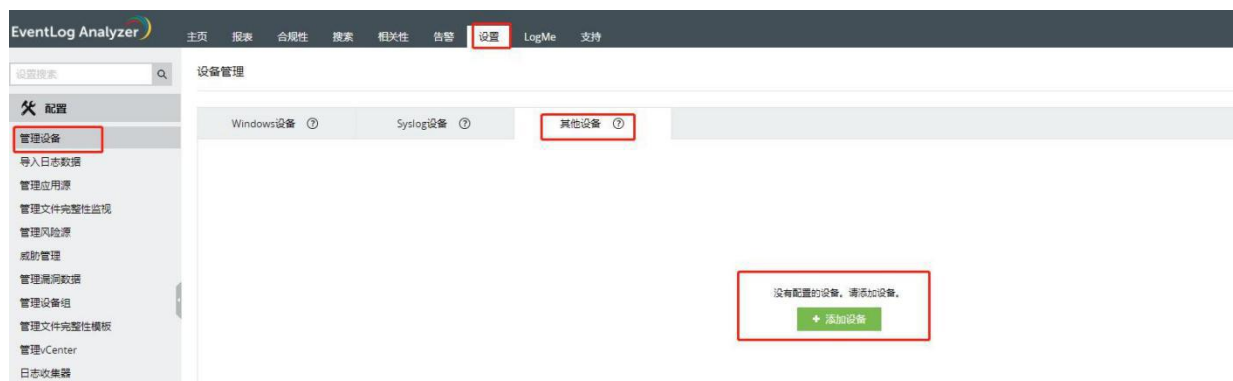 EventLog Analyzer
主页 报表 合规性 搜索 相关性 告警 设置 LogMe 支持
设置搜索
设备管理
配置
Windows设备 ? Syslog设备 ? 其他设备 ?
管理设备
导入日志数据
管理应用源
管理文件完整性监视
管理风险源
威胁管理
管理漏洞数据
管理设备组
管理文件完整性模板
管理vCenter
日志收集器
没有配置的设备。请添加设备。
+ 添加设备